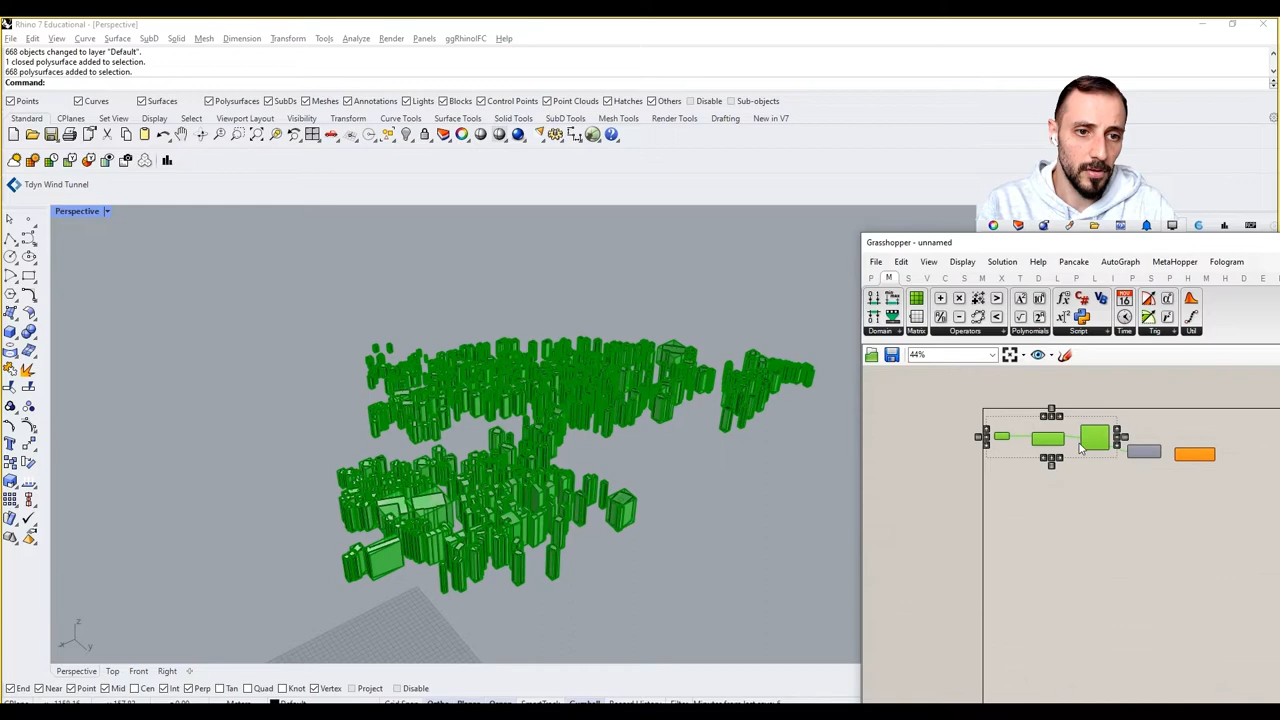 Rhino 7 Educational - [Perspective]
File Edit View Curve Surface SubD Solid Mesh Dimension Transform Tools Analyze Render Panels ggRhinoIFC Help
668 objects changed to layer "Default".
1 closed polysurface added to selection.
668 polysurfaces added to selection.
Command:
Points Curves Surfaces Polysurfaces SubDs Meshes Annotations Lights Blocks Control Points Point Clouds Hatches Others Disable Sub-objects
Standard CPlanes Set View Display Select Viewport Layout Visibility Transform Curve Tools Surface Tools Solid Tools SubD Tools Mesh Tools Render Tools Drafting New in V7
Tdyn Wind Tunnel
Perspective
Grasshopper - unnamed
File Edit View Display Solution Help Pancake AutoGraph MetaHopper Fologram
P M S V C S M I X T D L P L P S P H M F E
Domain Matrix Operators Polynomials Script Time Trig Util
44%
z
x y
Perspective Top Front Right
End Near Point Mid Cen Int Perp Tan Quad Knot Vertex Project Disable